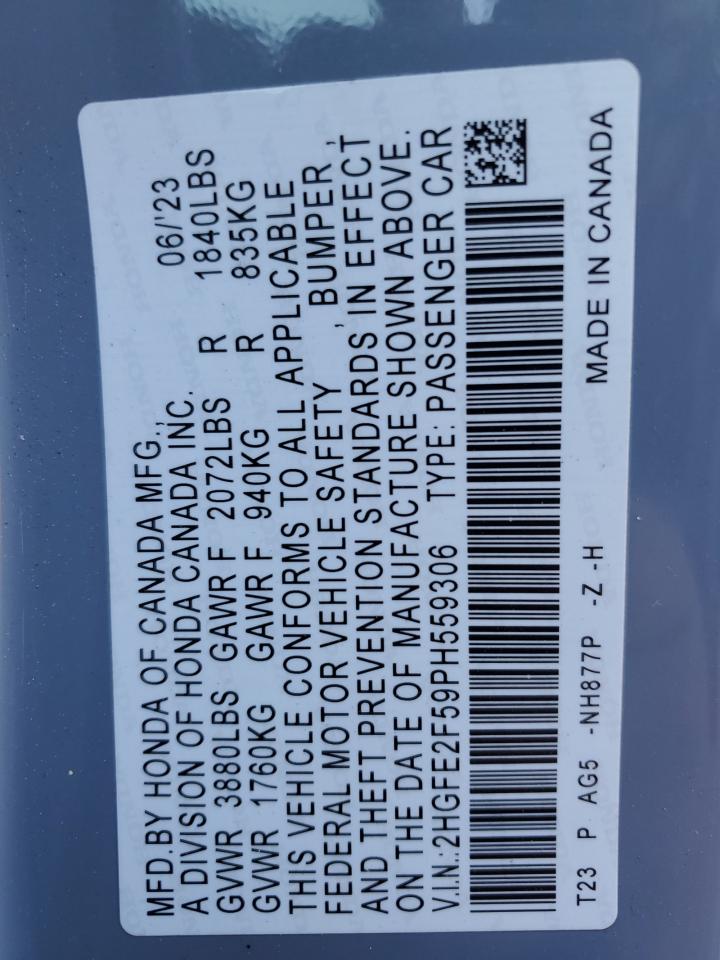 MFD.BY HONDA OF CANADA MFG., 06/'23
A DIVISION OF HONDA CANADA INC.
GVWR 3880LBS GAWR F 2072LBS R 1840LBS
GVWR 1760KG GAWR F 940KG R 835KG
THIS VEHICLE CONFORMS TO ALL APPLICABLE
FEDERAL MOTOR VEHICLE SAFETY , BUMPER ,
AND THEFT PREVENTION STANDARDS IN EFFECT
ON THE DATE OF MANUFACTURE SHOWN ABOVE.
V.I.N.:2HGFE2F59PH559306 TYPE: PASSENGER CAR
T23 P AG5 -NH877P -Z -H MADE IN CANADA